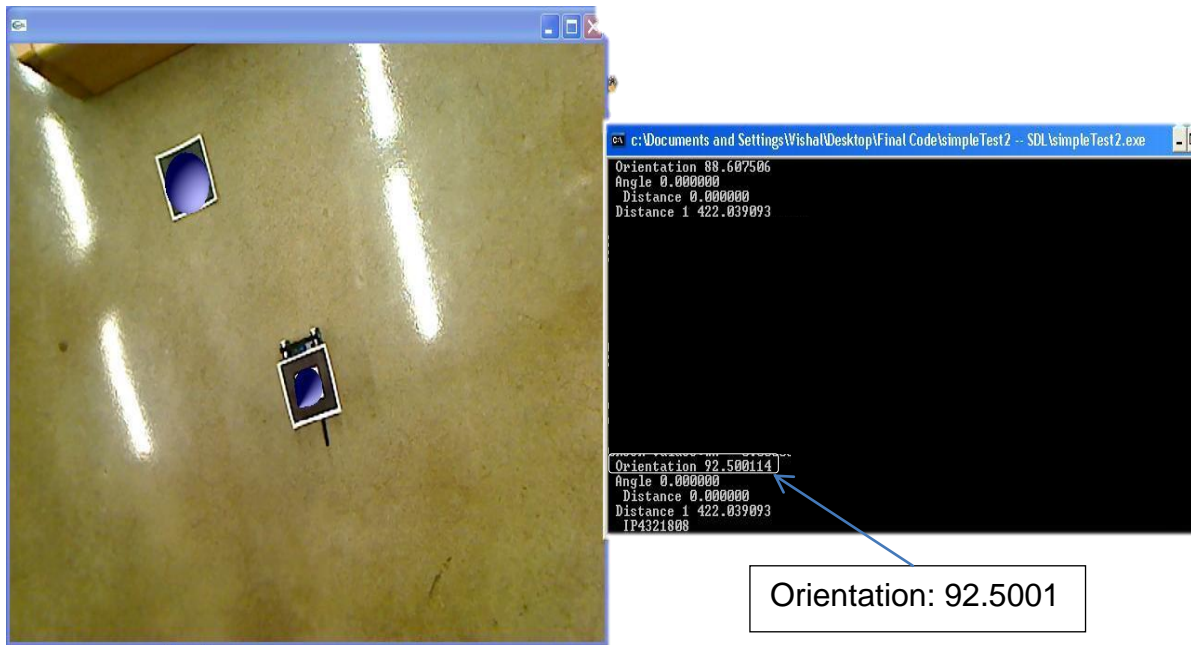 c:\Documents and Settings\Vishal\Desktop\Final Code\simpleTest2 -- SDL\simpleTest2.exe
Orientation 88.607506
Angle 0.000000
Distance 0.000000
Distance 1 422.039093
Orientation 92.500114
Angle 0.000000
Distance 0.000000
Distance 1 422.039093
IP4321808
Orientation: 92.5001